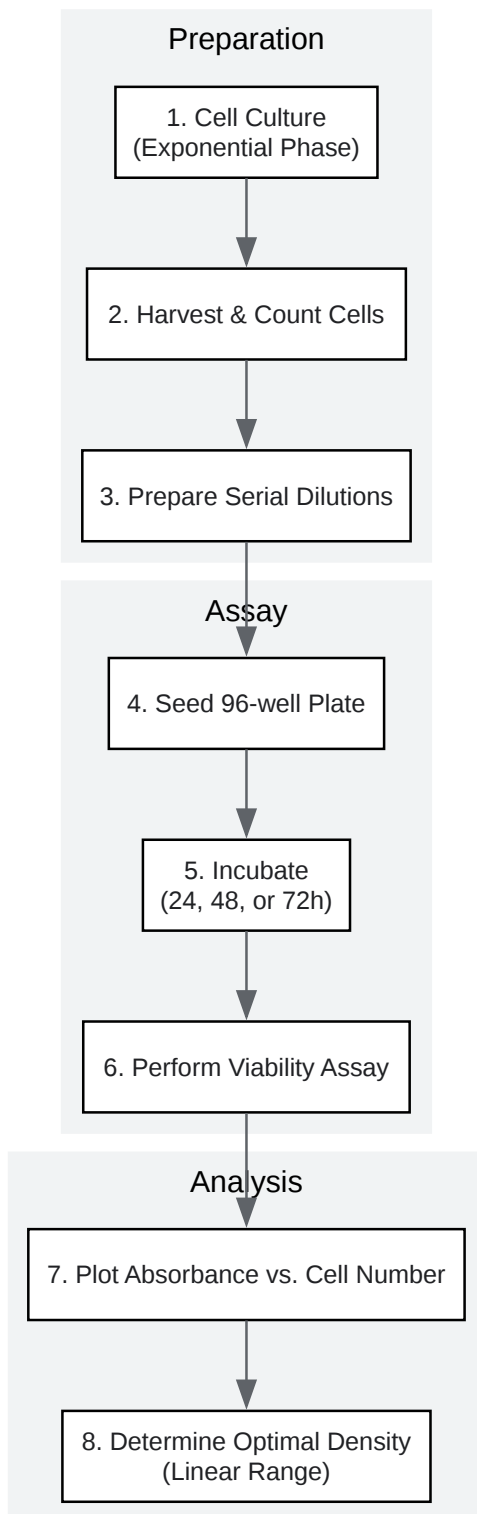 Preparation
1. Cell Culture
(Exponential Phase)
2. Harvest & Count Cells
3. Prepare Serial Dilutions
Assay
4. Seed 96-well Plate
5. Incubate
(24, 48, or 72h)
6. Perform Viability Assay
Analysis
7. Plot Absorbance vs. Cell Number
8. Determine Optimal Density
(Linear Range)